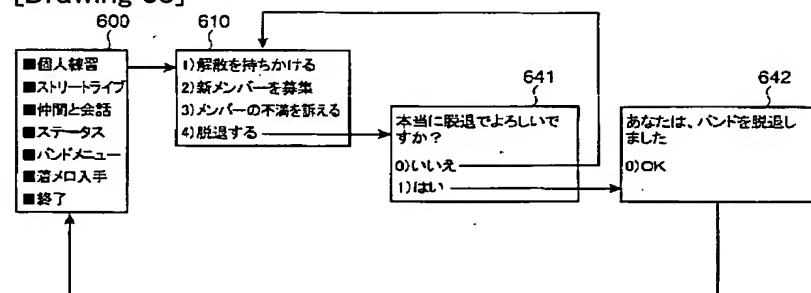 [Drawing
600
610
■個人練習
■ストリートライブ
■仲間と会話
■ステータス
■バンドメニュー
■着メロ入手
■終了
1)解散を持ちかける
2)新メンバーを募集
3)メンバーの不満を訴える
4)脱退する
641
本当に脱退でよろしいで
すか?
0)いいえ
1)はい
642
あなたは、バンドを脱退し
ました
0)OK